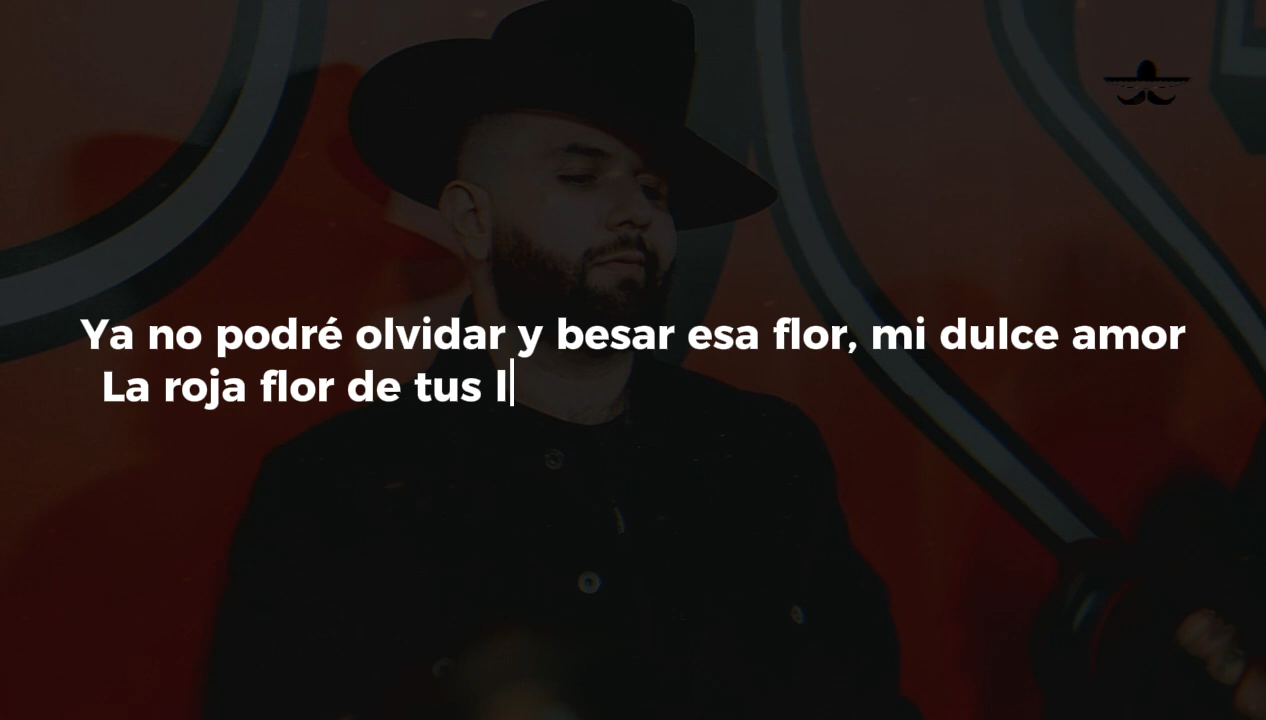 Ya no podré olvidar y besar esa flor, mi dulce amor
La roja flor de tus l